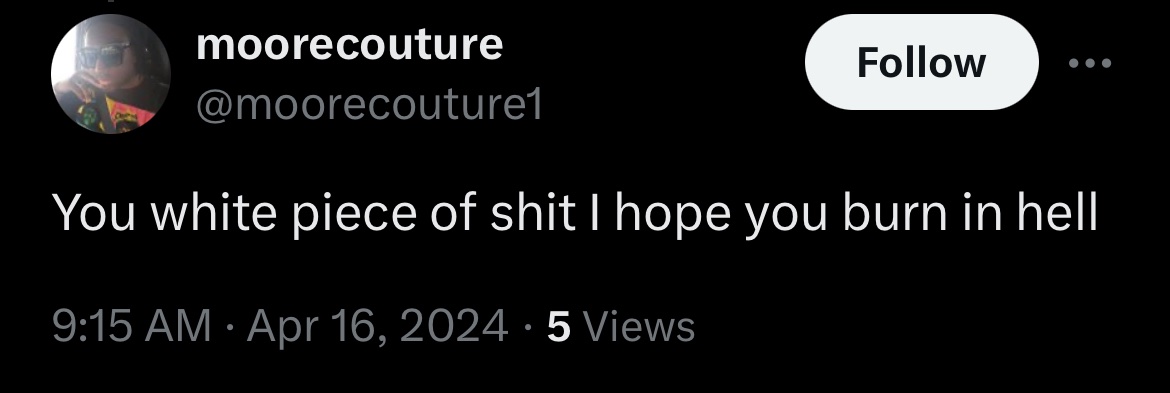 moorecouture
Follow
@moorecouture1
You white piece of shit I hope you burn in hell
9:15 AM · Apr 16, 2024 · 5 Views